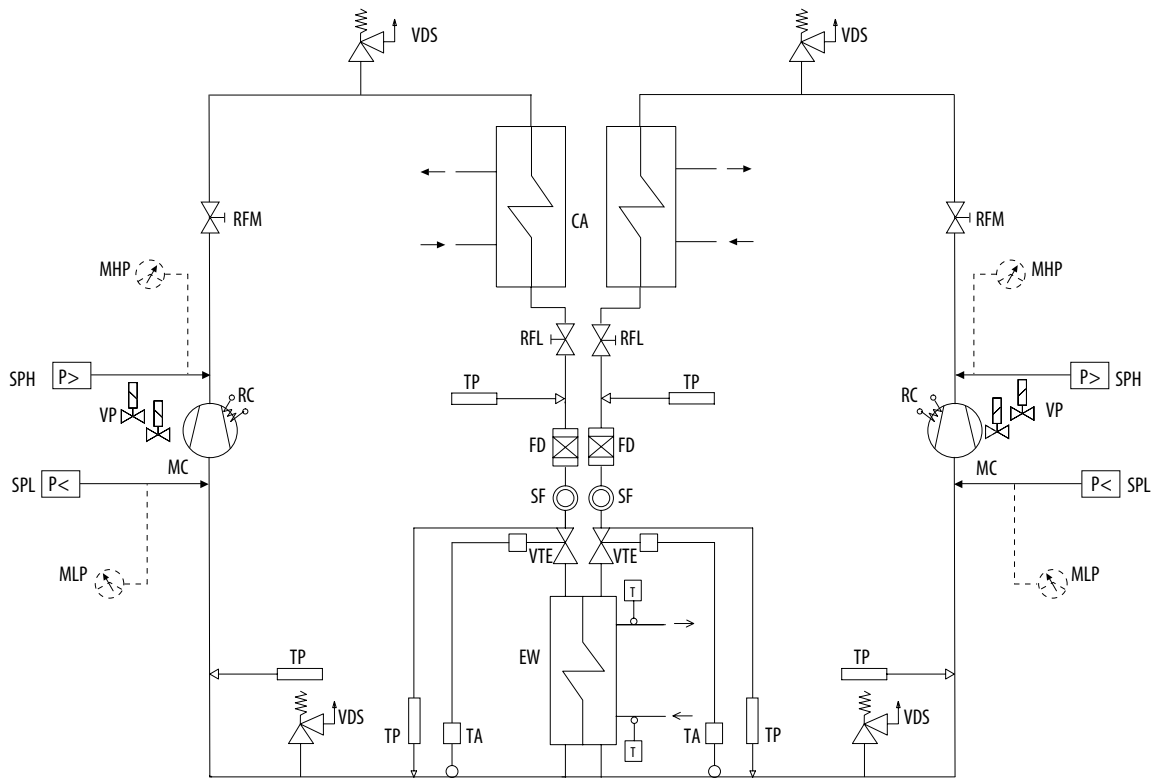 VDS VDS
CA
RFM RFM
MHP MHP
RFL RFL
SPH P> P> SPH
TP TP
RC RC
VP VP
FD FD
MC MC
SPL P< P< SPL
SF SF
VTE VTE
MLP MLP
T
EW
TP TP
VDS VDS
TP TA TA TP
T